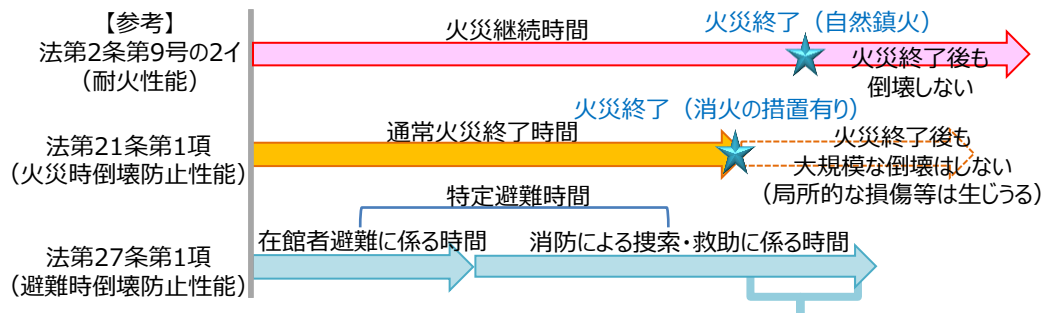 【参考】
法第2条第9号の2イ
（耐火性能）
火災継続時間
火災終了（自然鎮火）
火災終了後も
倒壊しない
法第21条第1項
（火災時倒壊防止性能）
通常火災終了時間
火災終了（消火の措置有り）
火災終了後も
大規模な倒壊はしない
（局所的な損傷等は生じうる）
特定避難時間
法第27条第1項
（避難時倒壊防止性能）
在館者避難に係る時間
消防による捜索・救助に係る時間